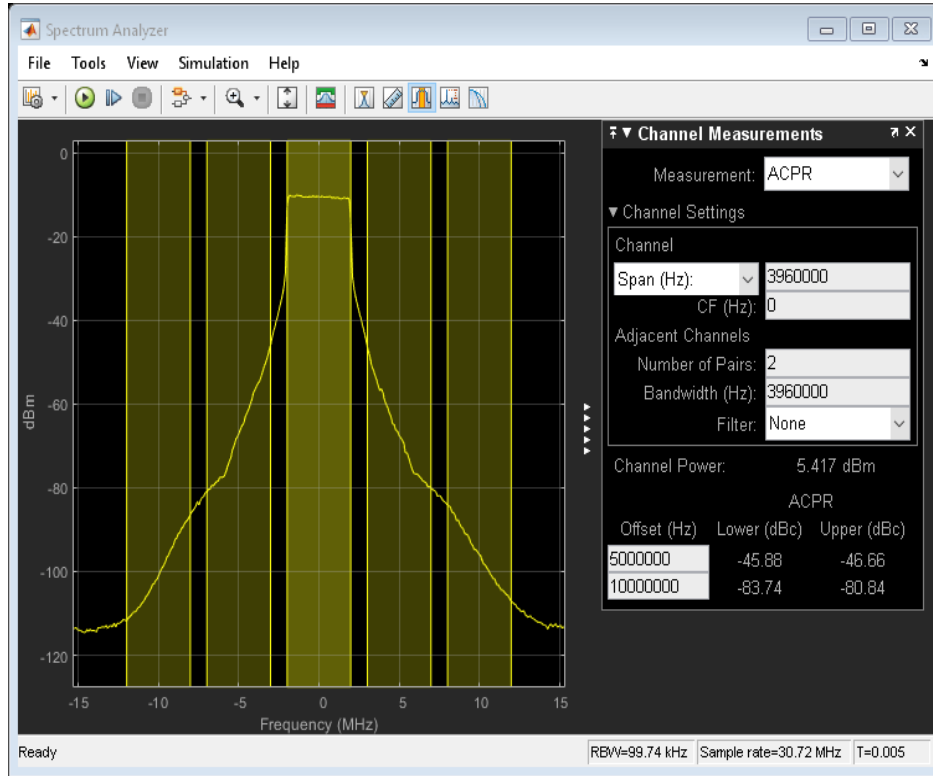 Spectrum Analyzer
File Tools View Simulation Help
0
-20
-40
-60
-80
-100
-120
dBm
-15 -10 -5 0 5 10 15
Frequency (MHz)
Channel Measurements
Measurement: ACPR
Channel Settings
Channel
Span (Hz): 3960000
CF (Hz): 0
Adjacent Channels
Number of Pairs: 2
Bandwidth (Hz): 3960000
Filter: None
Channel Power: 5.417 dBm
ACPR
Offset (Hz) Lower (dBc) Upper (dBc)
5000000 -45.88 -46.66
10000000 -83.74 -80.84
Ready RBW=99.74 kHz Sample rate=30.72 MHz T=0.005